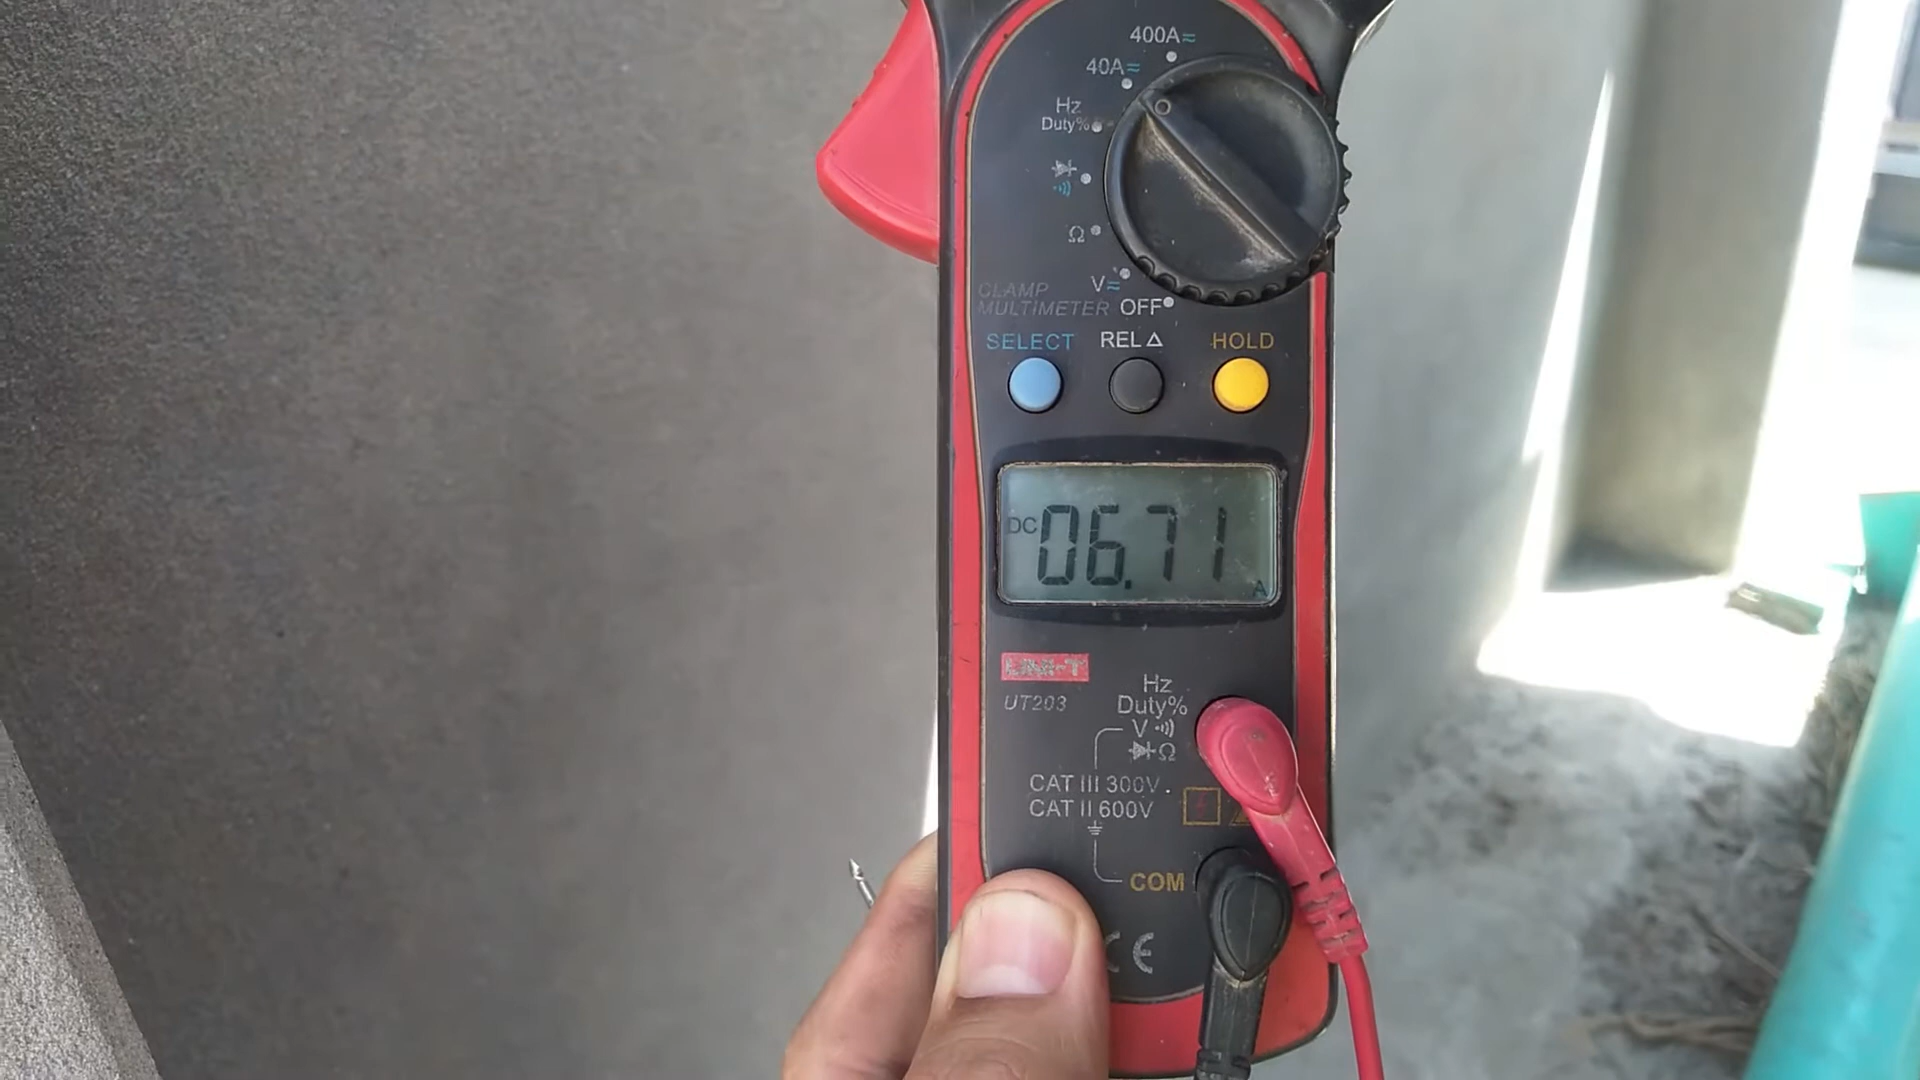 400A
40A
Hz
Duty%
Ω
V
OFF
CLAMP
MULTIMETER
SELECT
REL Δ
HOLD
DC 06.71 A
UNI-T
UT203
Hz
Duty%
V
Ω
CAT III 300V
CAT II 600V
COM
CE